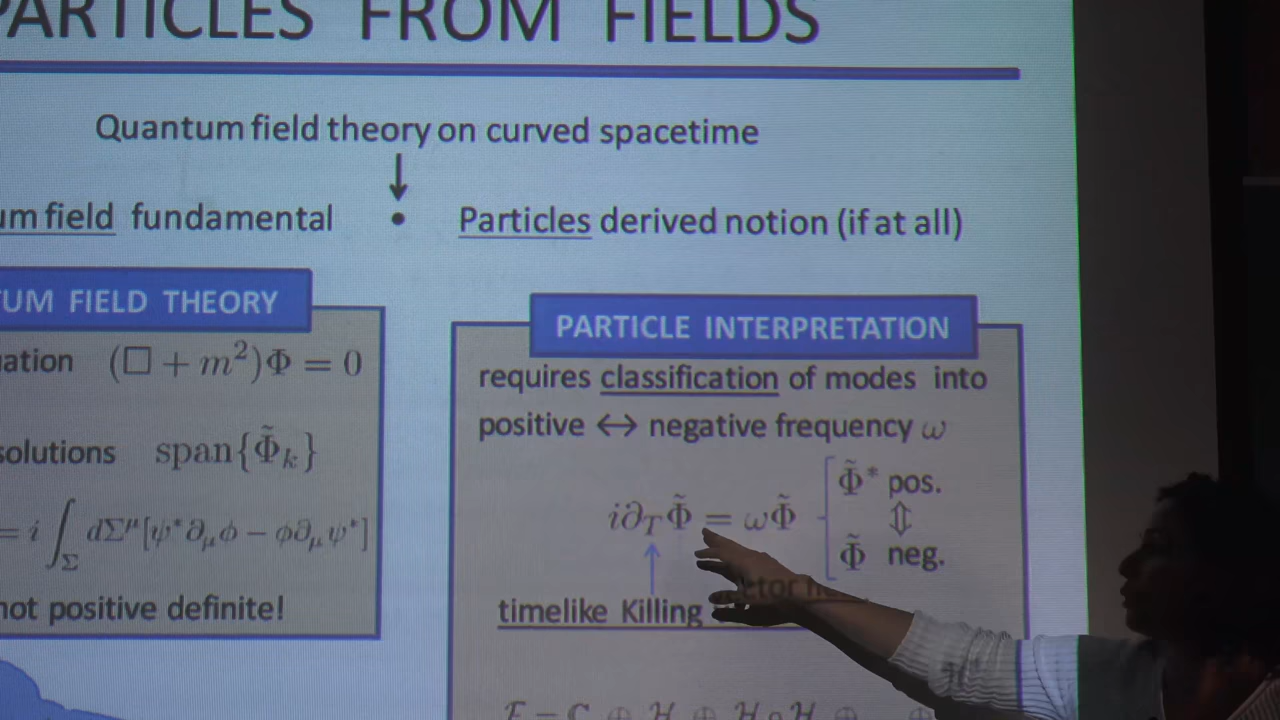 PARTICLES FROM FIELDS
Quantum field theory on curved spacetime
↓
um field fundamental • Particles derived notion (if at all)
UM FIELD THEORY
ation (□ + m²)Φ = 0
solutions span{Φ̃ₖ}
= i ∫_Σ dΣ^μ[ψ*∂_μϕ − ϕ∂_μψ*]
not positive definite!
PARTICLE INTERPRETATION
requires classification of modes into
positive ↔ negative frequency ω
i∂_TΦ̃ = ωΦ̃
Φ̃* pos.
⇕
Φ̃ neg.
↑
timelike Killing